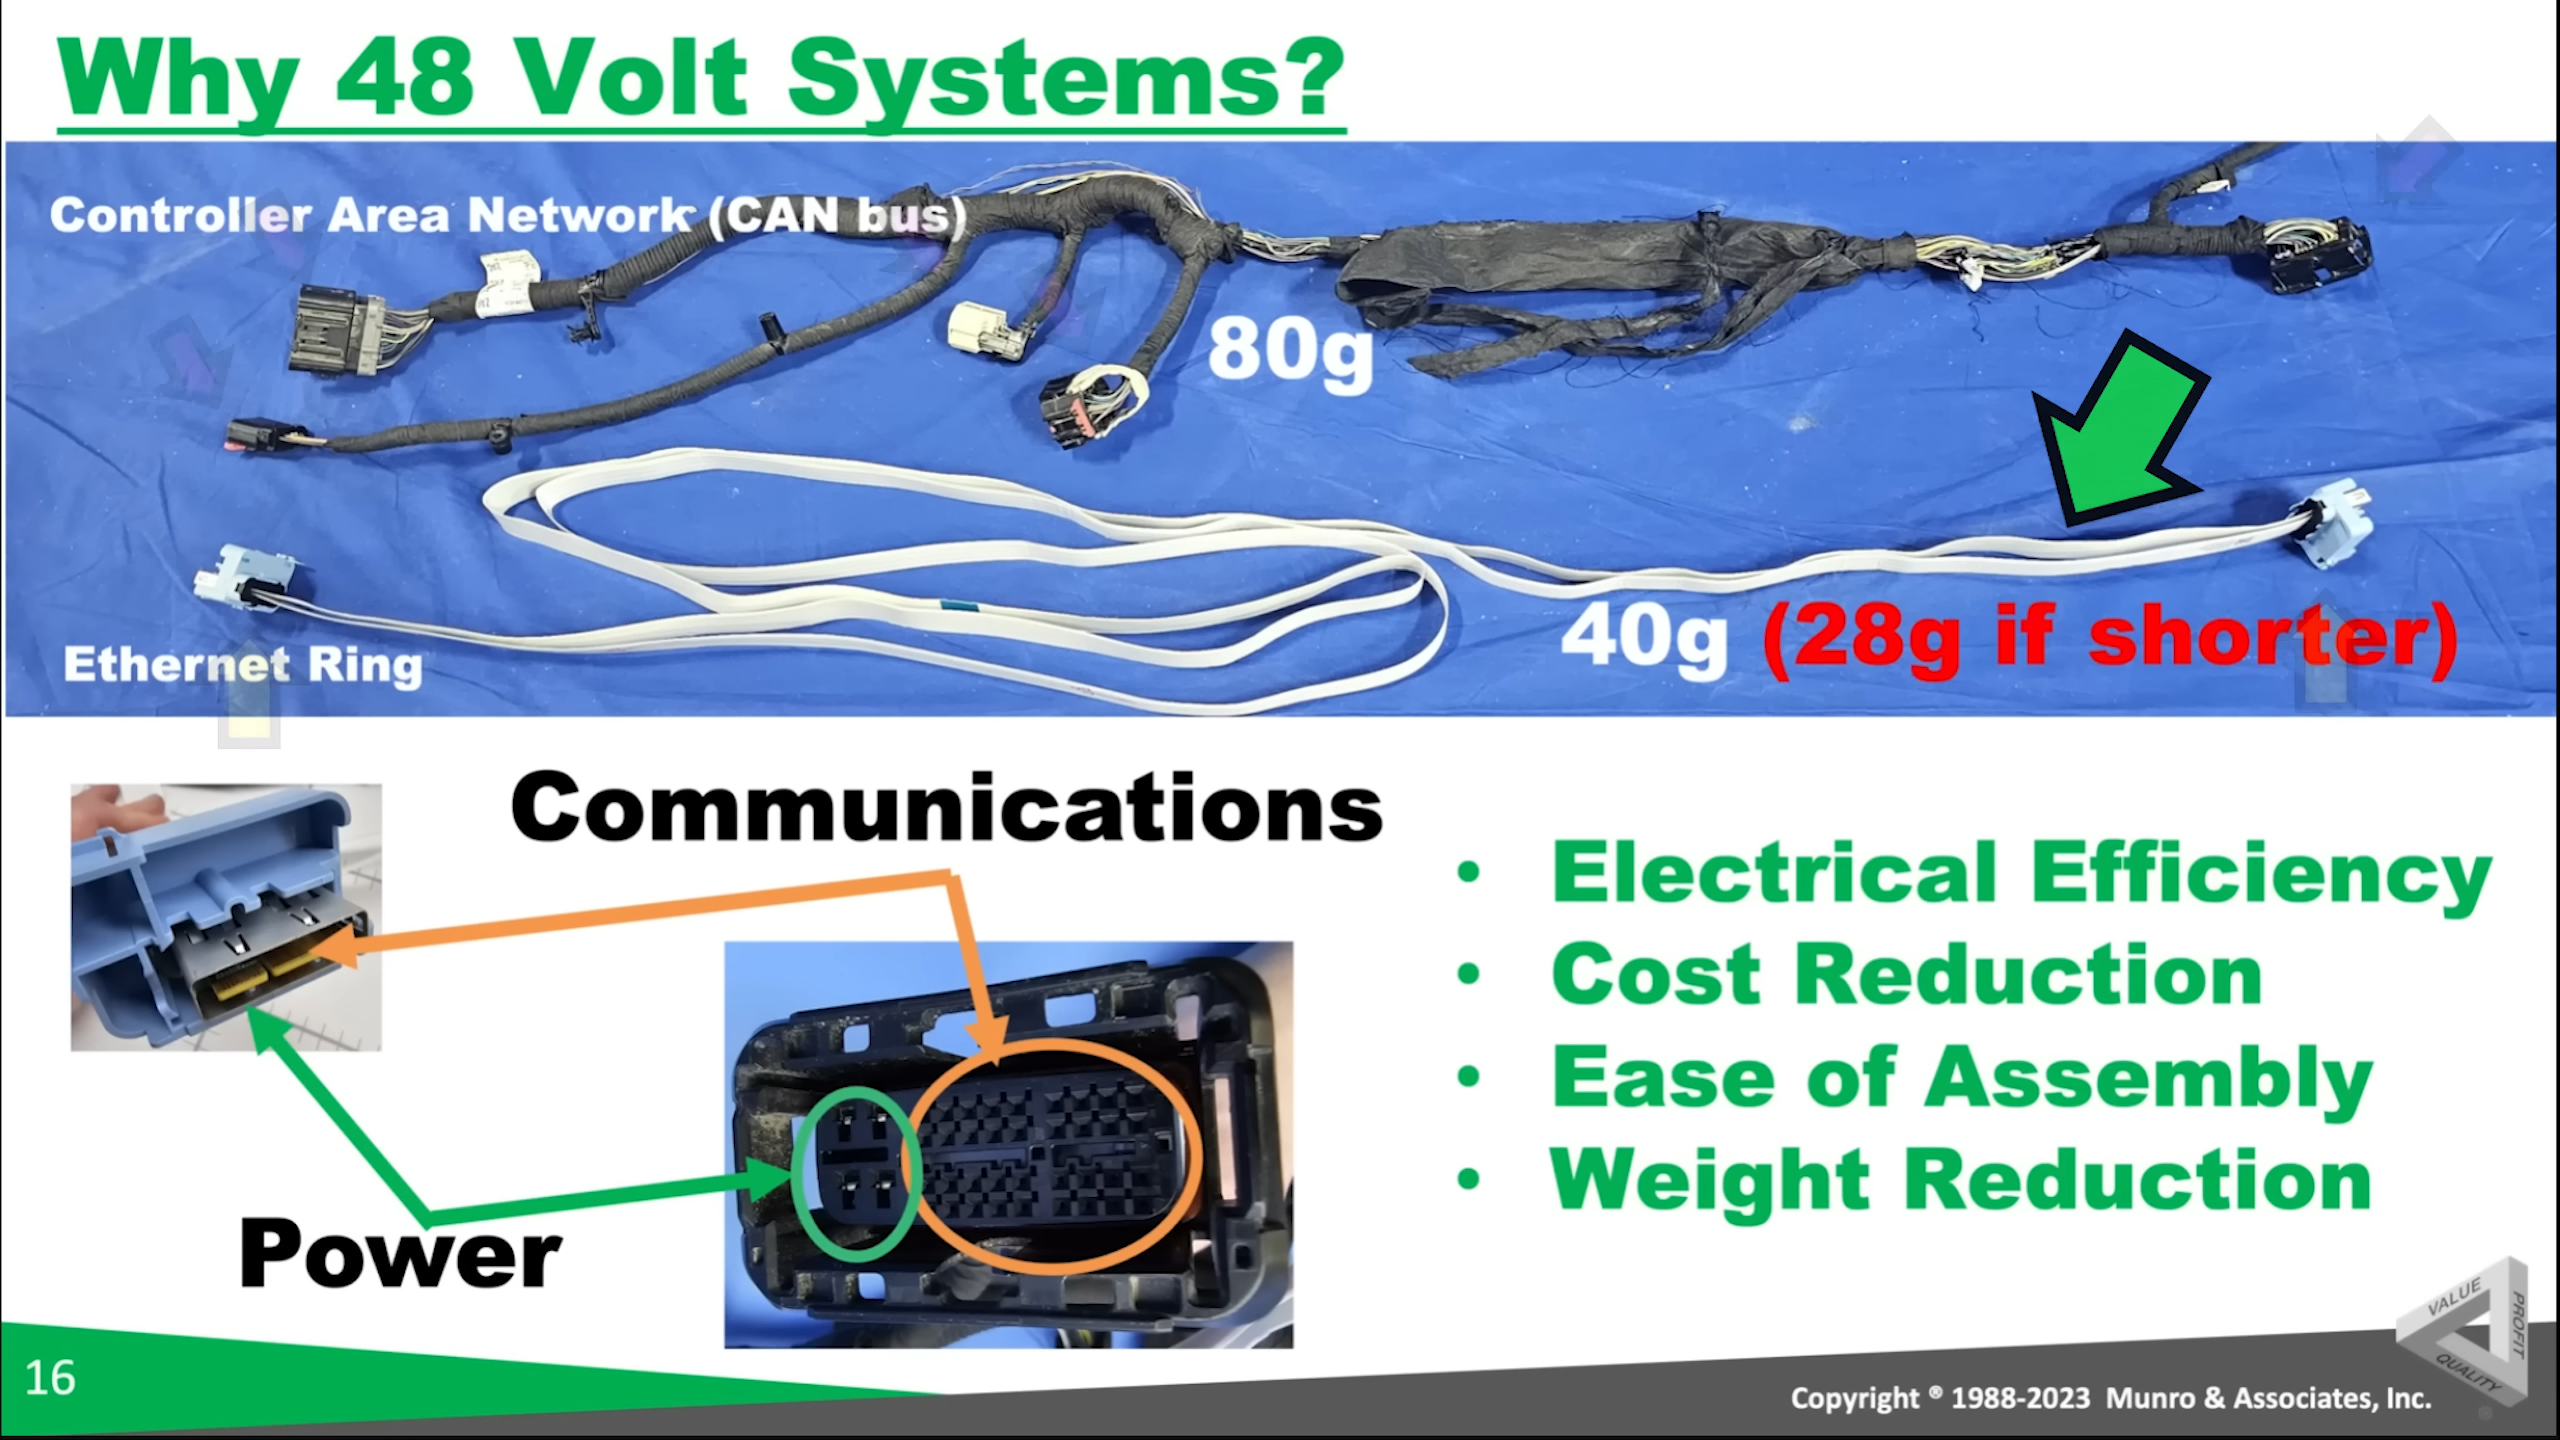 Why 48 Volt Systems?
Controller Area Network (CAN bus)
80g
40g (28g if shorter)
Ethernet Ring
Communications
Power
• Electrical Efficiency
• Cost Reduction
• Ease of Assembly
• Weight Reduction
VALUE
PROFIT
QUALITY
16
Copyright ® 1988-2023 Munro & Associates, Inc.